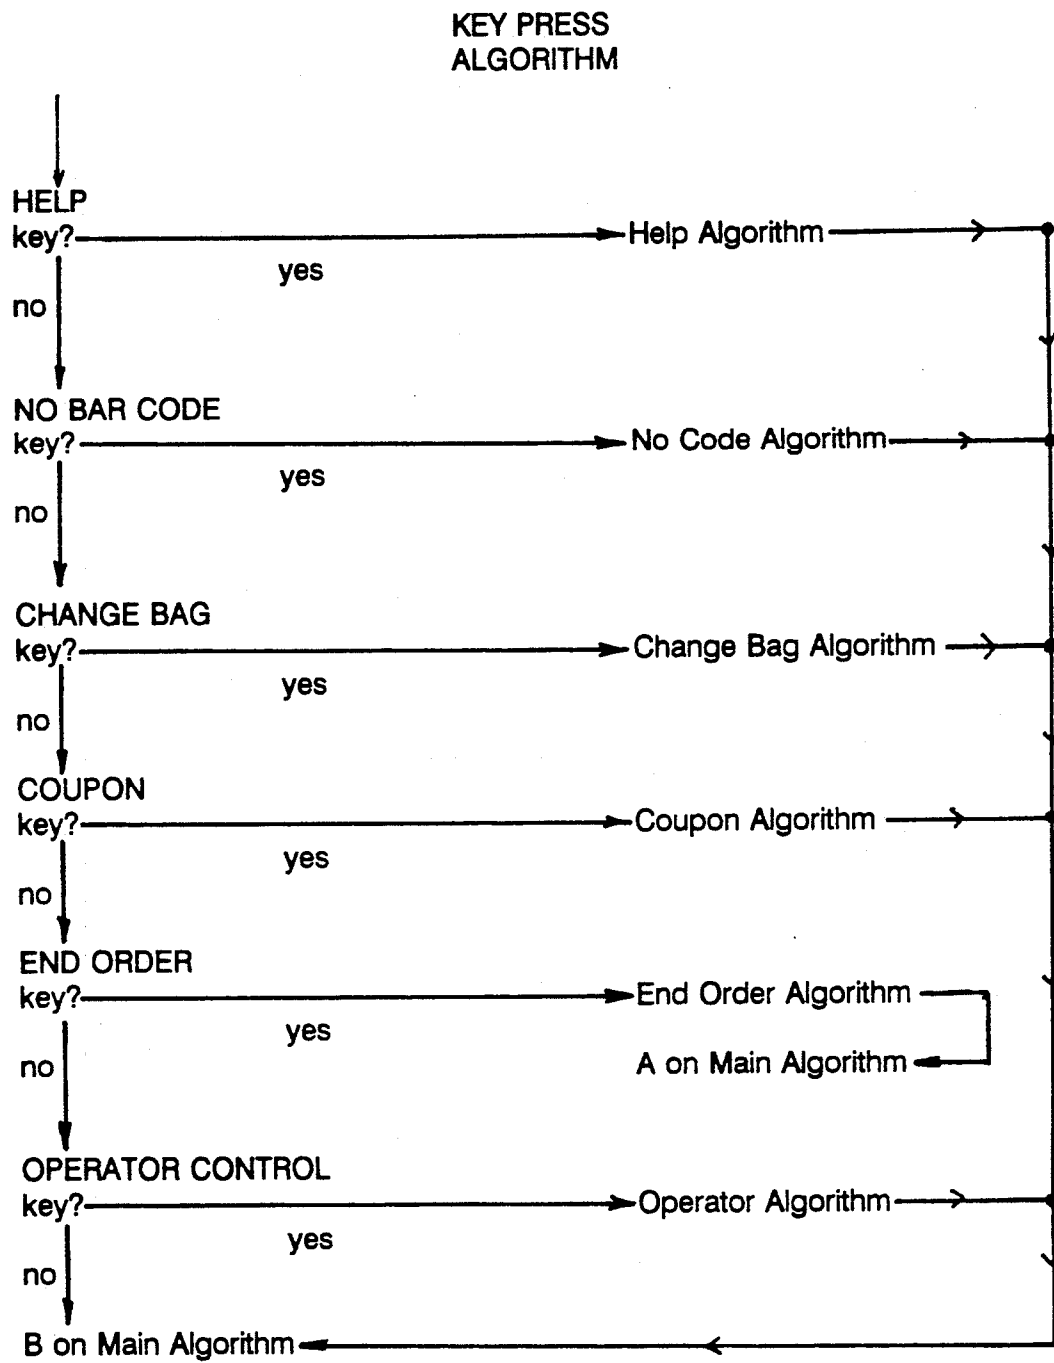 KEY PRESS
ALGORITHM
HELP
key?
Help Algorithm
yes
no
NO BAR CODE
key?
No Code Algorithm
yes
no
CHANGE BAG
key?
Change Bag Algorithm
yes
no
COUPON
key?
Coupon Algorithm
yes
no
END ORDER
key?
End Order Algorithm
yes
A on Main Algorithm
no
OPERATOR CONTROL
key?
Operator Algorithm
yes
no
B on Main Algorithm